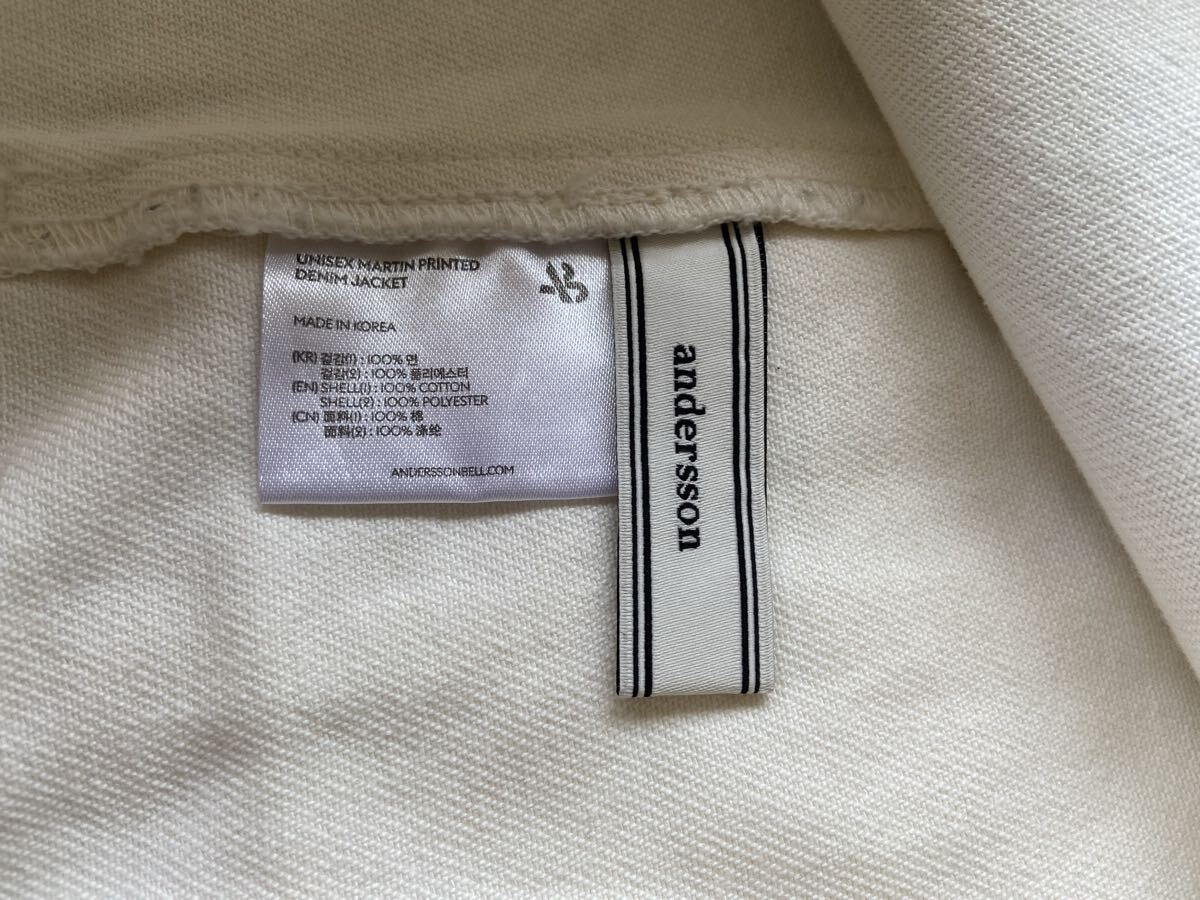 UNISEX MARTIN PRINTED
DENIM JACKET
MADE IN KOREA
(KR) 겉감(1) : 100% 면
겉감(2) : 100% 폴리에스터
(EN) SHELL(1) : 100% COTTON
SHELL(2) : 100% POLYESTER
(CN) 面料(1) : 100% 棉
面料(2) : 100% 涤纶
ANDERSSONBELL.COM
andersson